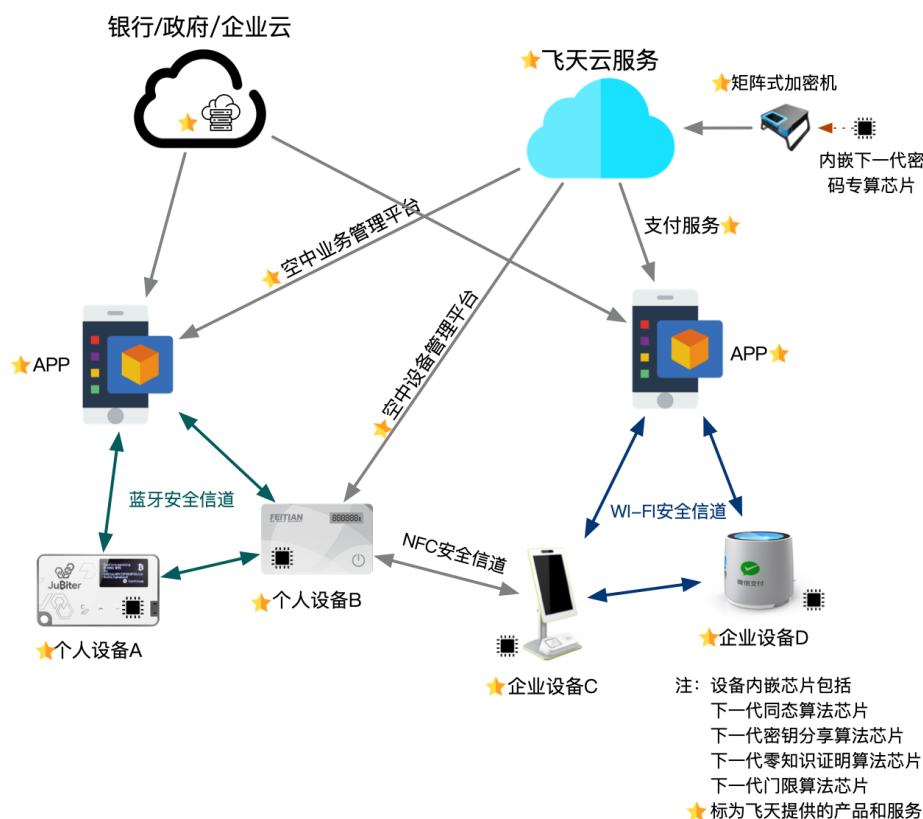 银行/政府/企业云
飞天云服务
矩阵式加密机
内嵌下一代密
码专算芯片
空中业务管理平台
支付服务
空中设备管理平台
APP
APP
蓝牙安全信道
WI-FI安全信道
FEITIAN
NFC安全信道
JuBiter
个人设备B
微信支付
个人设备A
企业设备C
企业设备D
注： 设备内嵌芯片包括
下一代同态算法芯片
下一代密钥分享算法芯片
下一代零知识证明算法芯片
下一代门限算法芯片
标为飞天提供的产品和服务